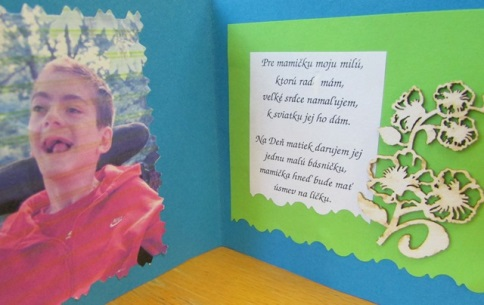 Pre mamičku moju milú,
ktorú rad mám,
veľké srdce namaľujem,
k sviatku jej ho dám.
Na Deň matiek darujem jej
jednu malú básničku,
mamička hneď bude mať
úsmev na líčku.